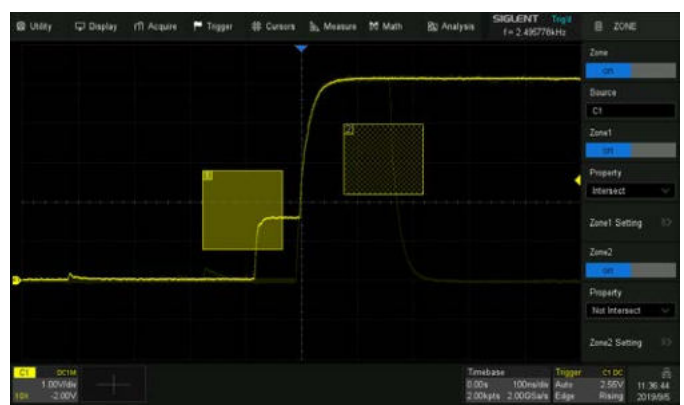 Utility Display Acquire Trigger Cursors Measure Math Analysis
SIGLENT Trig'd
f = 2.495776kHz
ZONE
Zone
on
Source
C1
Zone1
on
Property
Intersect
Zone1 Setting
Zone2
on
Property
Not Intersect
Zone2 Setting
1
2
C1 DC1M
1.00V/div
10X -2.00V
Timebase
0.00s 100ns/div
2.00kpts 2.00GSa/s
Trigger C1 DC
Auto 2.55V
Edge Rising
11:36:44
2019/9/5